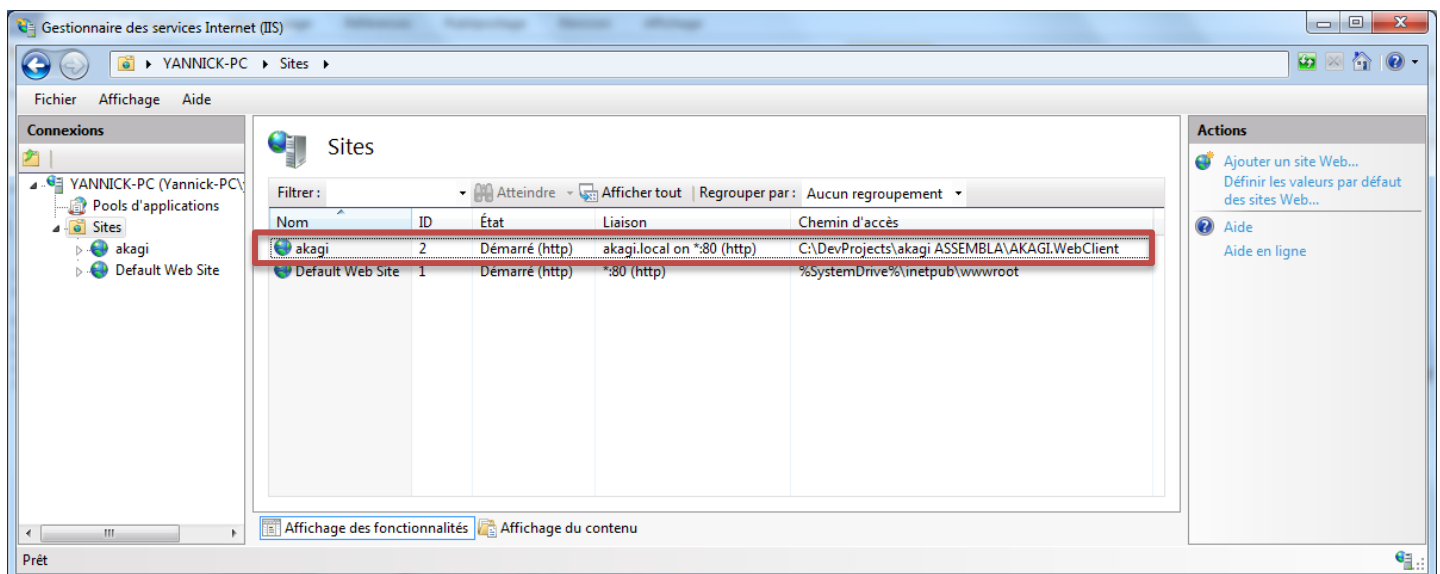 Gestionnaire des services Internet (IIS)
YANNICK-PC Sites
Fichier Affichage Aide
Connexions
YANNICK-PC (Yannick-PC\
Pools d'applications
Sites
akagi
Default Web Site
Sites
Filtrer : Atteindre Afficher tout Regrouper par : Aucun regroupement
Nom ID État Liaison Chemin d'accès
akagi 2 Démarré (http) akagi.local on *:80 (http) C:\DevProjects\akagi ASSEMBLA\AKAGI.WebClient
Default Web Site 1 Démarré (http) *:80 (http) %SystemDrive%\inetpub\wwwroot
Affichage des fonctionnalités Affichage du contenu
Actions
Ajouter un site Web...
Définir les valeurs par défaut
des sites Web...
Aide
Aide en ligne
Prêt